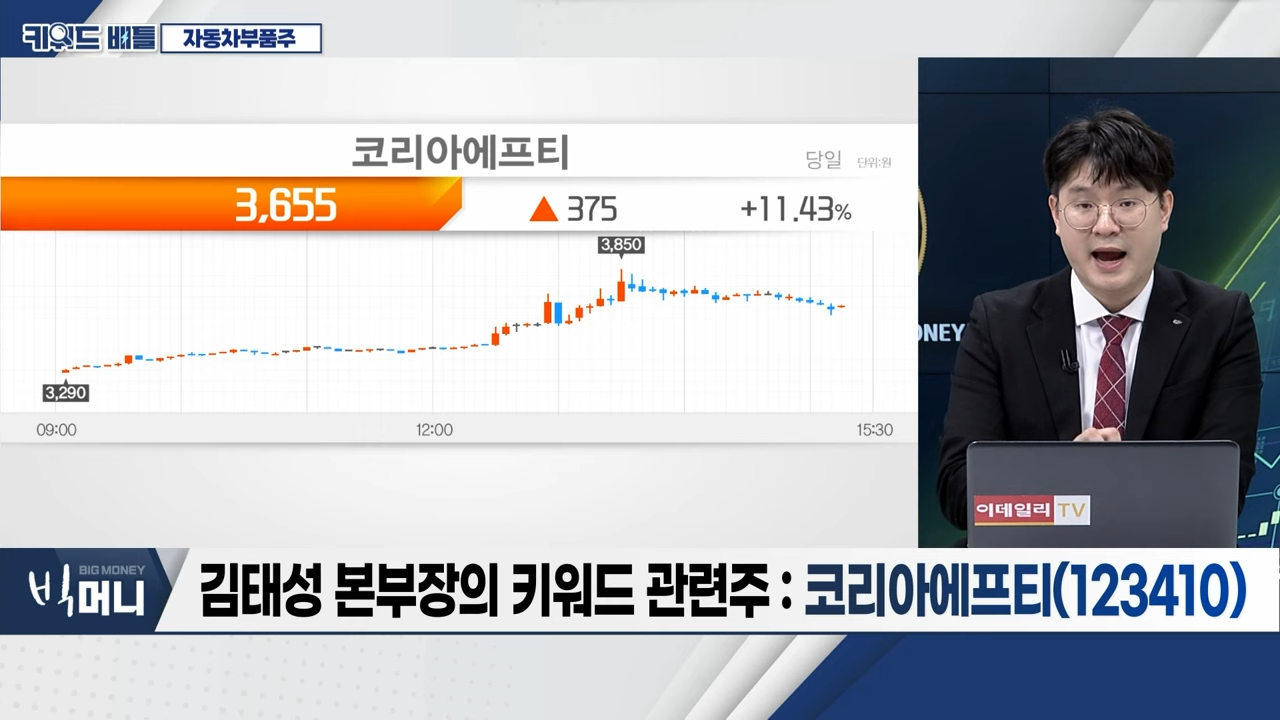 키워드 배틀
자동차부품주
코리아에프티
당일 단위:원
3,655 ▲ 375 +11.43%
3,850
3,290
09:00 12:00 15:30
ONEY
이데일리 TV
BIG MONEY
빅머니
김태성 본부장의 키워드 관련주 : 코리아에프티(123410)